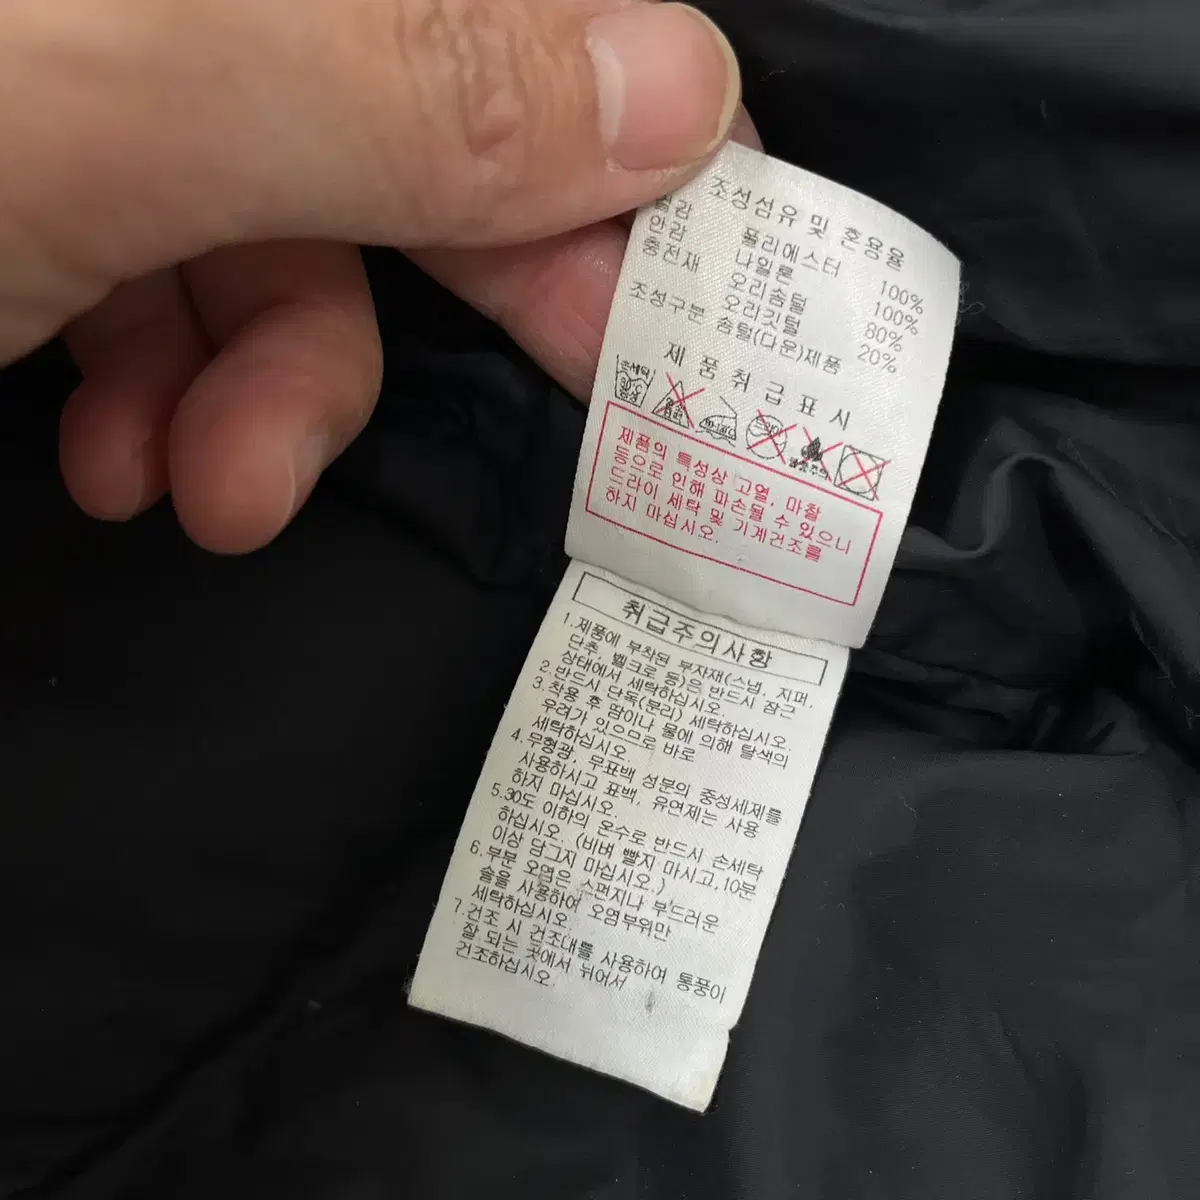 조성섬유 및 혼용율
겉감 폴리에스터 100%
안감 나일론 100%
충전재 오리솜털 80%
오리깃털 20%
조성구분 솜털(다운)제품
제품취급표시
손세탁
중성
제품의 특성상 고열, 마찰
등으로 인해 파손될 수 있으니
드라이 세탁 및 기계건조를
하지 마십시오.
취급주의사항
1.제품에 부착된 부자재(스냅, 지퍼,
단추, 벨크로 등)은 반드시 잠근
상태에서 세탁하십시오.
2.반드시 단독(분리) 세탁하십시오.
3.착용 후 땀이나 물에 의해 탈색의
우려가 있으므로 바로
세탁하십시오.
4.무형광, 무표백 성분의 중성세제를
사용하시고 표백, 유연제는 사용
하지 마십시오.
5.30도 이하의 온수로 반드시 손세탁
하십시오. (비벼 빨지 마시고,10분
이상 담그지 마십시오.)
6.부분 오염은 스펀지나 부드러운
솔을 사용하여 오염부위만
세탁하십시오.
7.건조 시 건조대를 사용하여 통풍이
잘 되는 곳에서 뉘어서
건조하십시오.